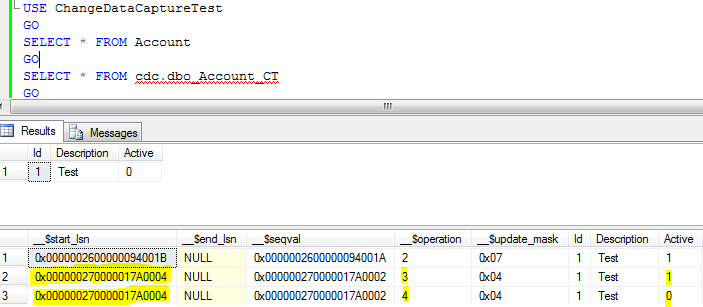 USE ChangeDataCaptureTest
GO
SELECT * FROM Account
GO
SELECT * FROM cdc.dbo_Account_CT
GO
Results Messages
Id Description Active
1 1 Test 0
__$start_lsn __$end_lsn __$seqval __$operation __$update_mask Id Description Active
1 0x0000002600000094001B NULL 0x0000002600000094001A 2 0x07 1 Test 1
2 0x000000270000017A0004 NULL 0x000000270000017A0002 3 0x04 1 Test 1
3 0x000000270000017A0004 NULL 0x000000270000017A0002 4 0x04 1 Test 0